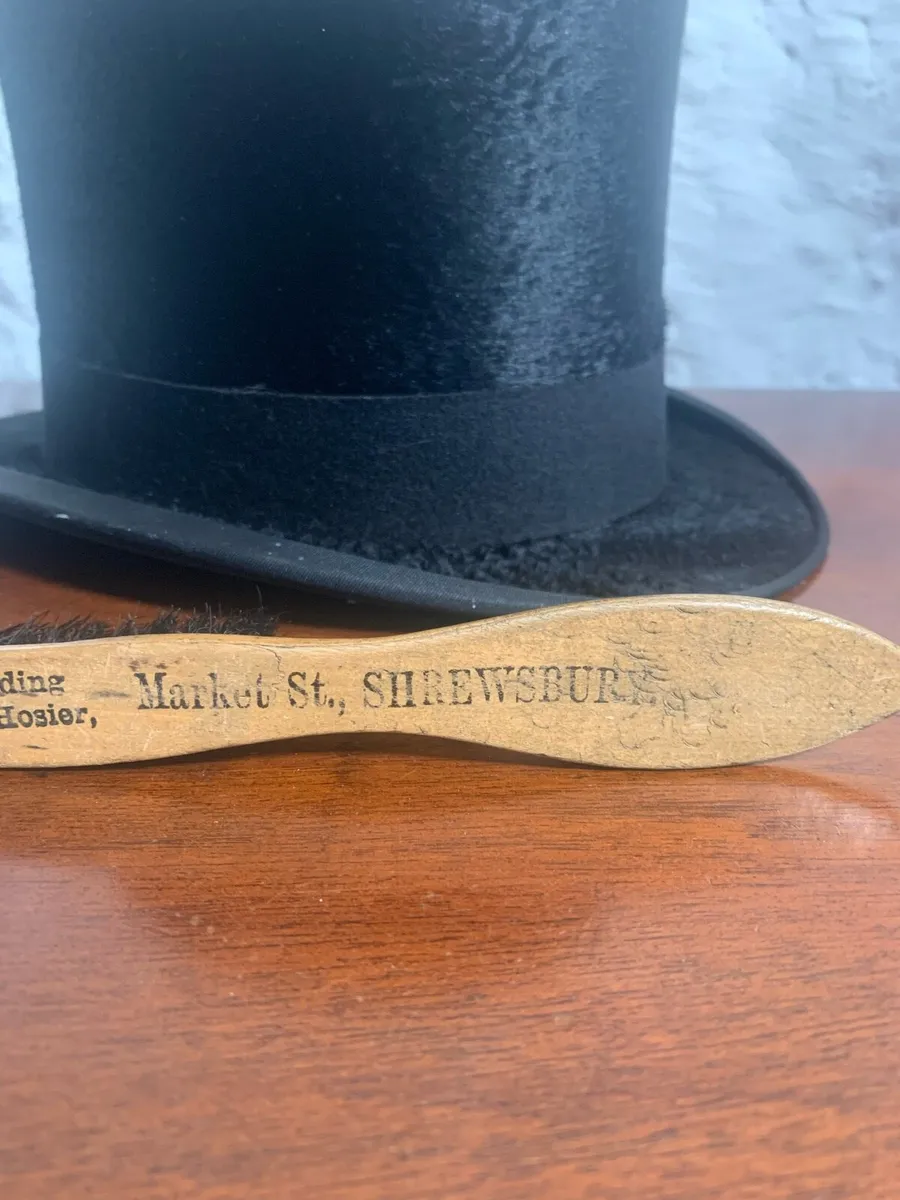 ding
Hosier,
— Market St., SHREWSBURY.